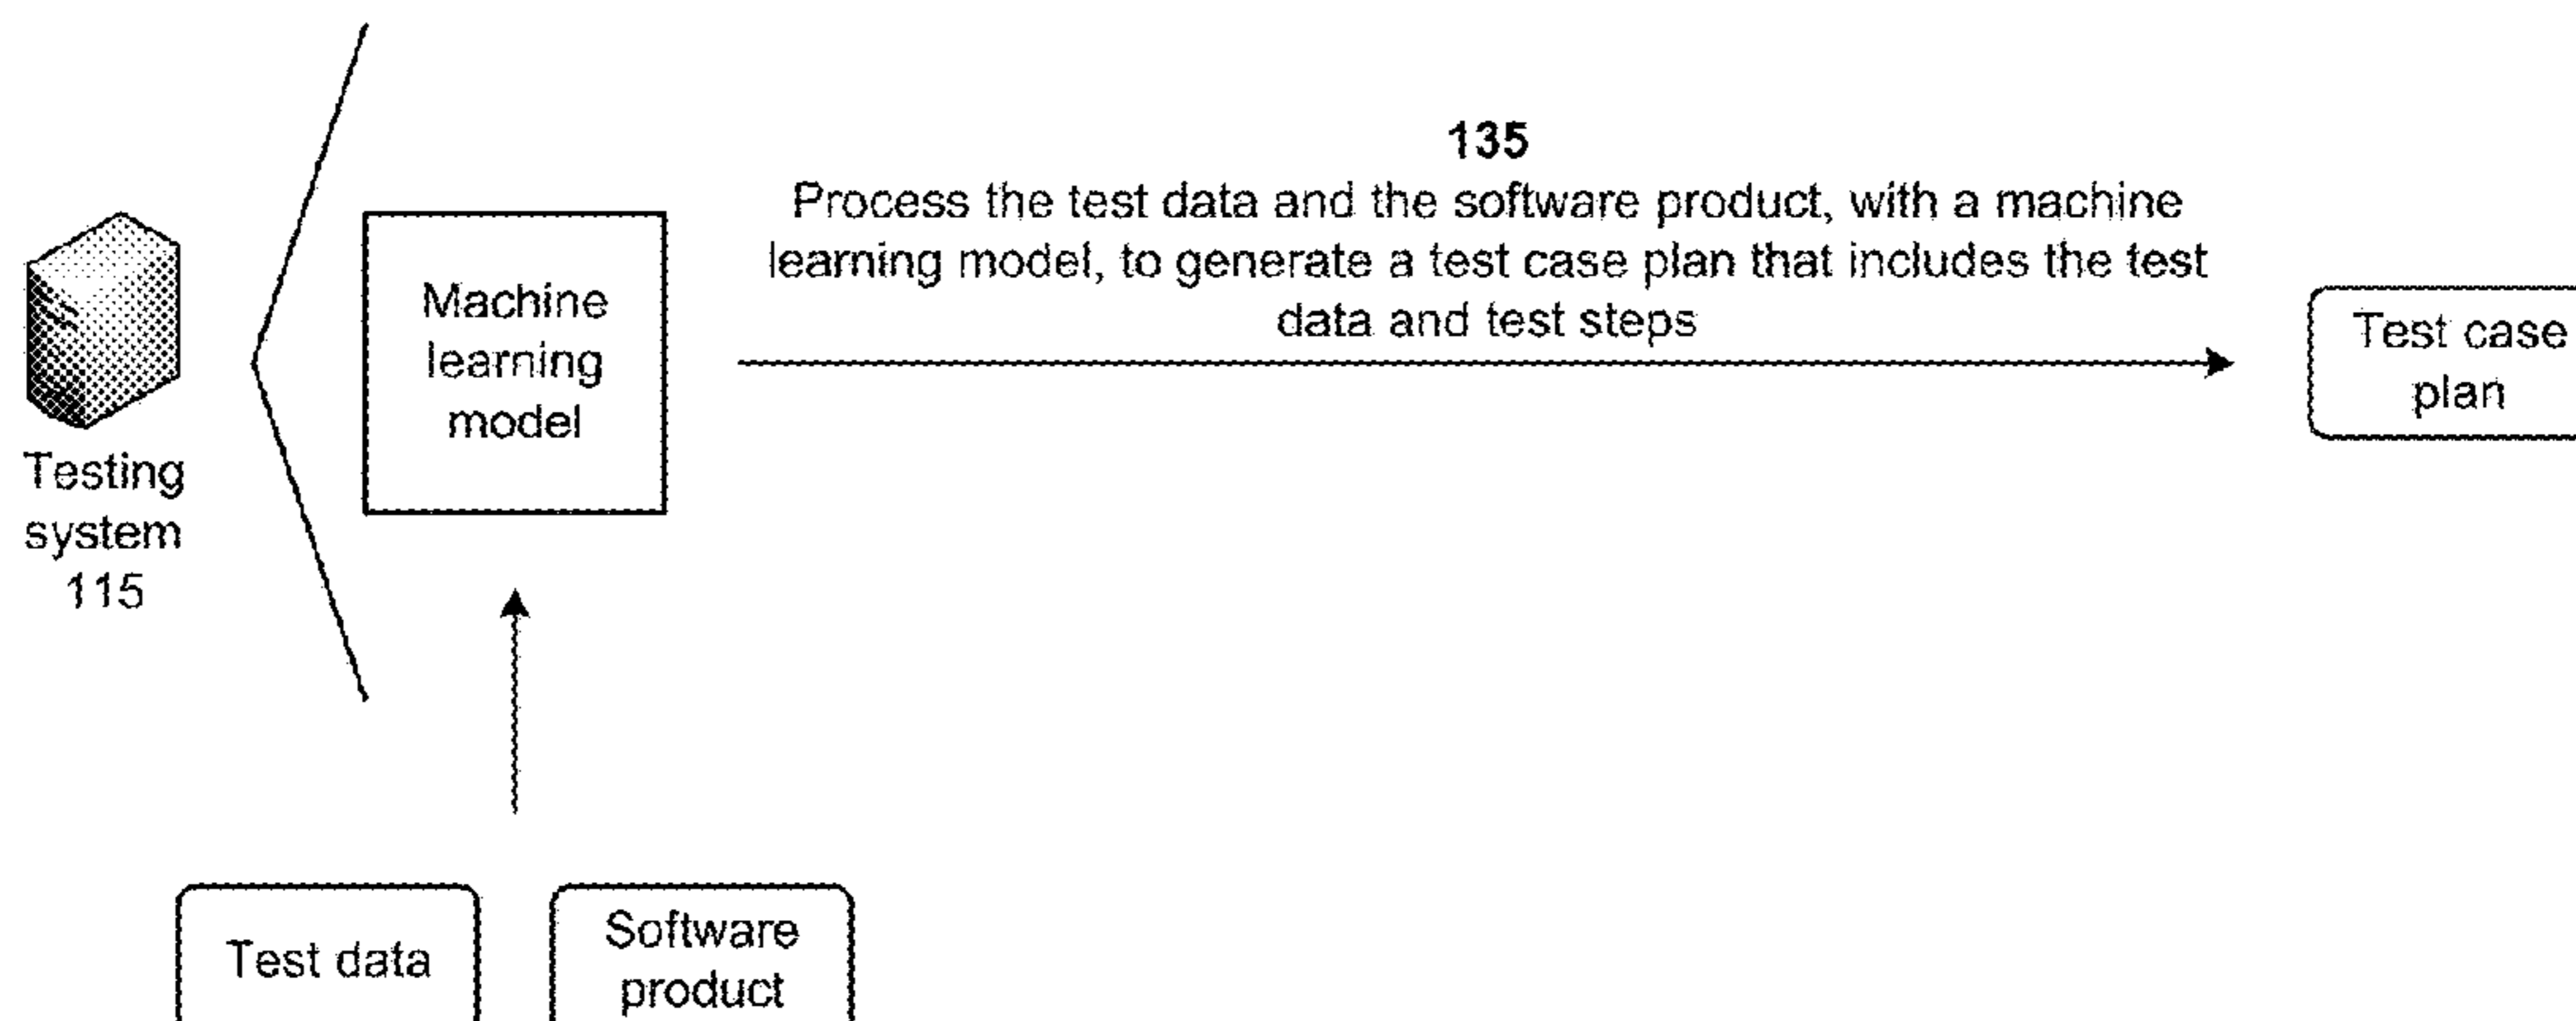 135
Process the test data and the software product, with a machine
learning model, to generate a test case plan that includes the test
data and test steps
Machine
learning
model
Test case
plan
Testing
system
115
Test data
Software
product